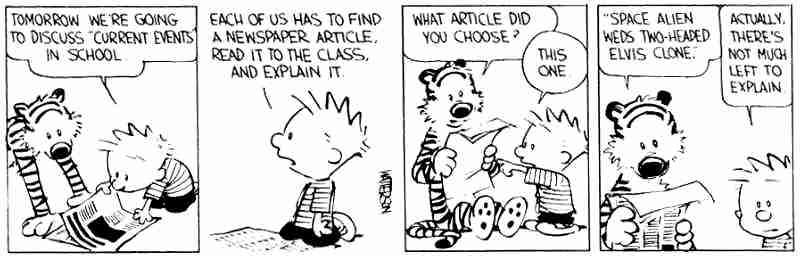 TOMORROW WE'RE GOING
TO DISCUSS "CURRENT EVENTS"
IN SCHOOL.
EACH OF US HAS TO FIND
A NEWSPAPER ARTICLE,
READ IT TO THE CLASS,
AND EXPLAIN IT.
WATTERSON
WHAT ARTICLE DID
YOU CHOOSE?
THIS
ONE.
"SPACE ALIEN
WEDS TWO-HEADED
ELVIS CLONE."
ACTUALLY,
THERE'S
NOT MUCH
LEFT TO
EXPLAIN.